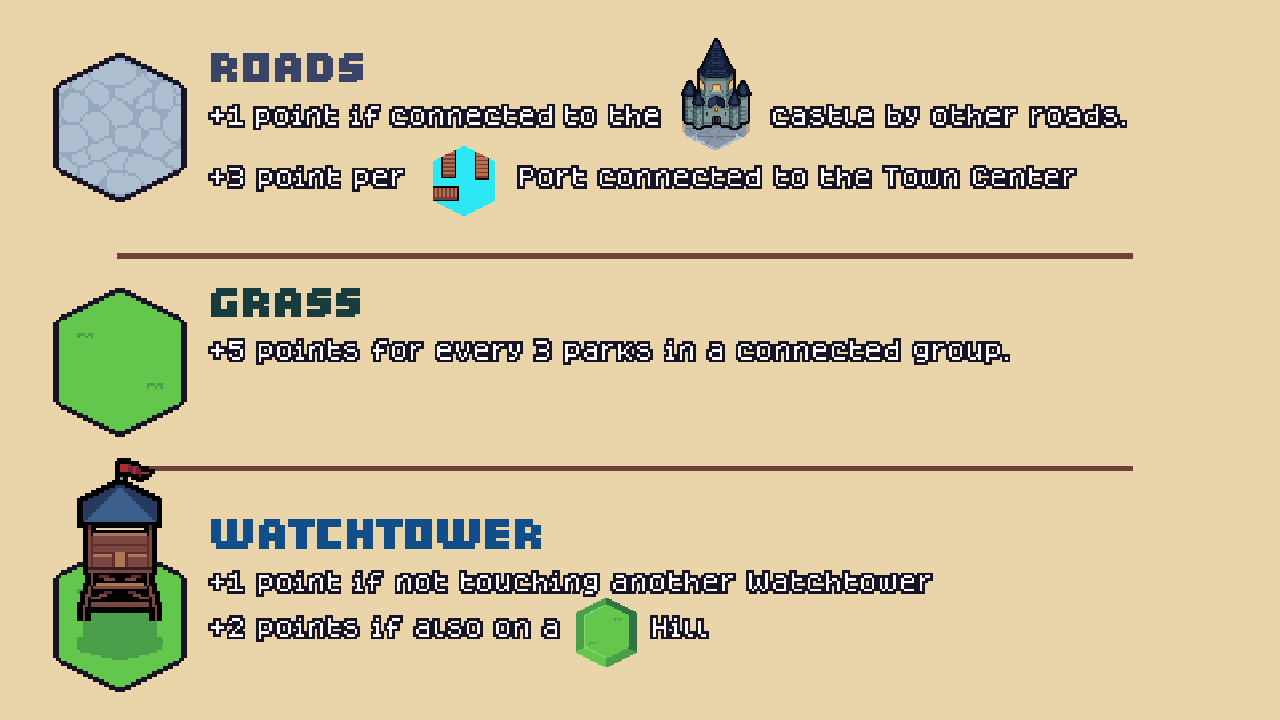 ROADS
+1 point if connected to the castle by other roads.
+3 point per Port connected to the Town Center
GRASS
+5 points for every 3 parks in a connected group.
WATCHTOWER
+1 point if not touching another Watchtower
+2 points if also on a Hill